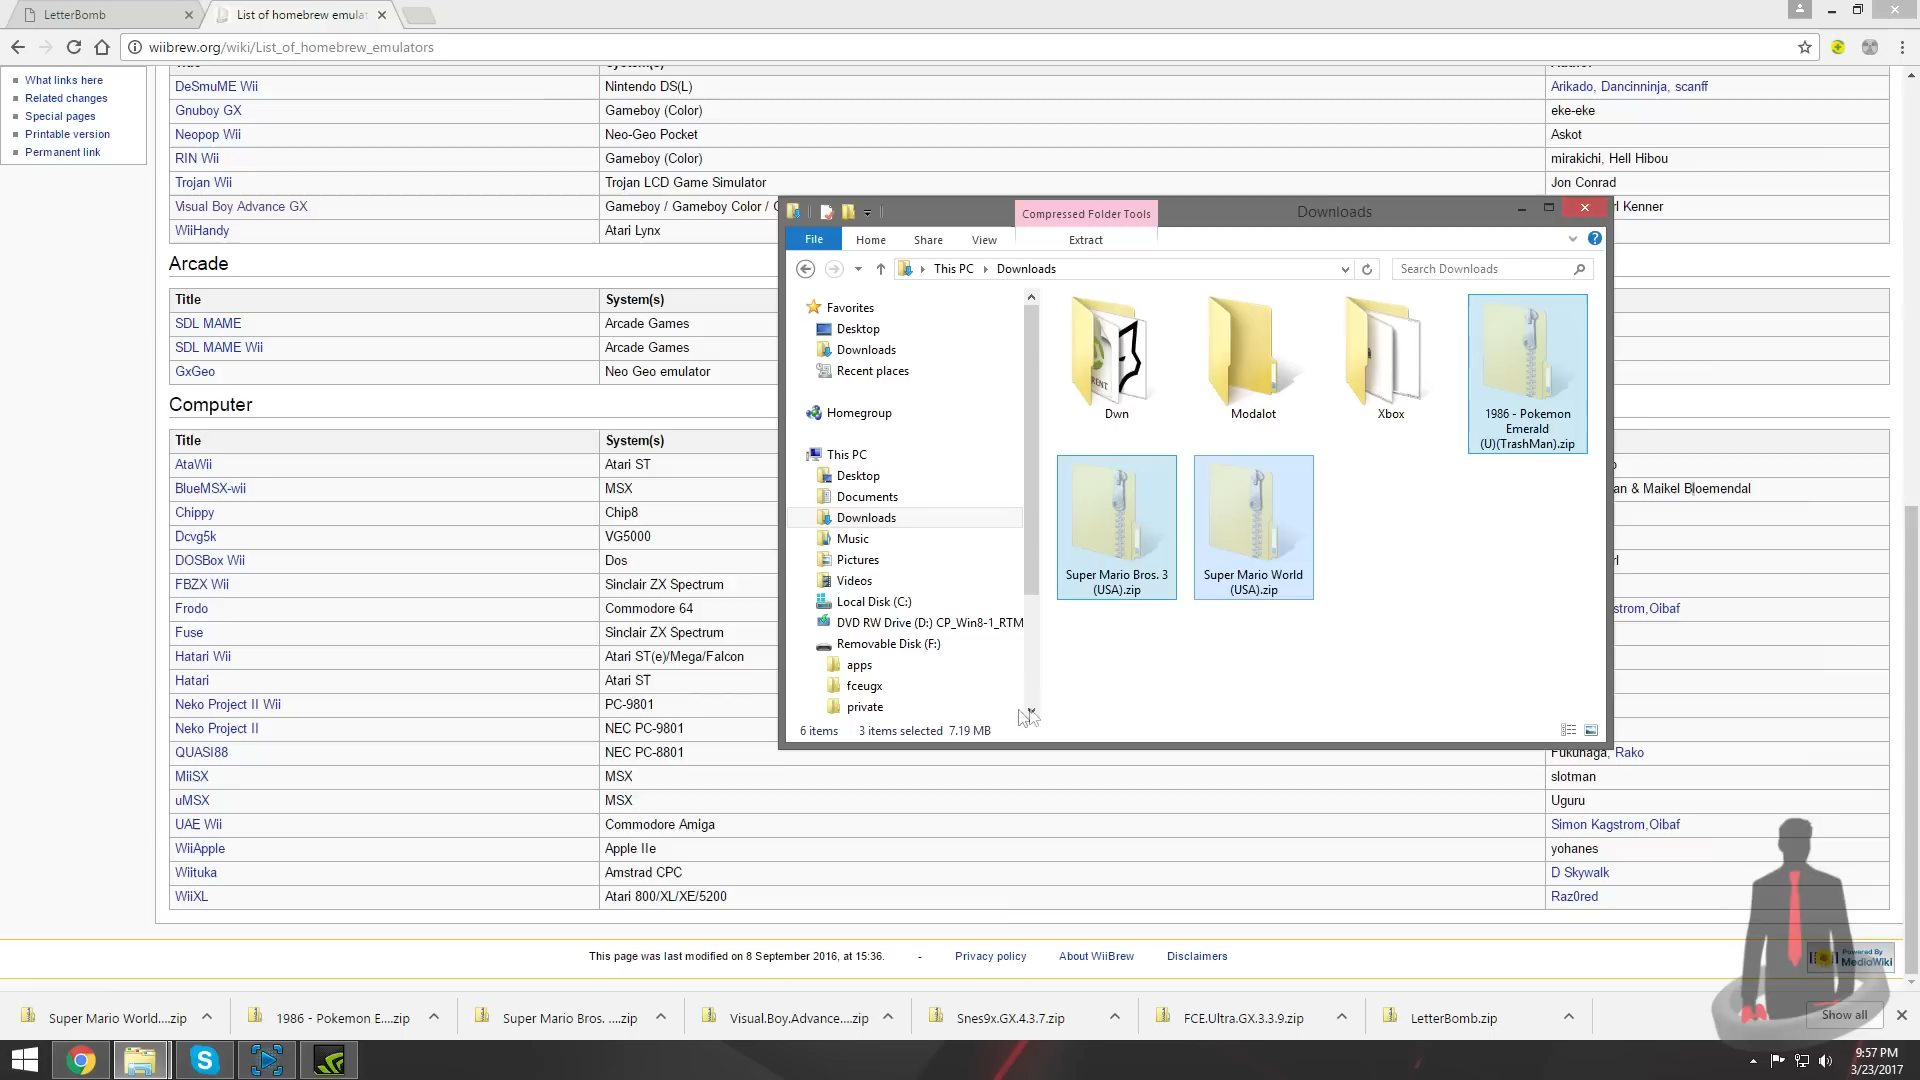 LetterBomb
List of homebrew emulat
wiibrew.org/wiki/List_of_homebrew_emulators
What links here
Related changes
Special pages
Printable version
Permanent link
DeSmuME Wii Nintendo DS(L) Arikado, Dancinninja, scanff
Gnuboy GX Gameboy (Color) eke-eke
Neopop Wii Neo-Geo Pocket Askot
RIN Wii Gameboy (Color) mirakichi, Hell Hibou
Trojan Wii Trojan LCD Game Simulator Jon Conrad
Visual Boy Advance GX Gameboy / Gameboy Color / Kenner
WiiHandy Atari Lynx
Arcade
Title System(s)
SDL MAME Arcade Games
SDL MAME Wii Arcade Games
GxGeo Neo Geo emulator
Computer
Title System(s)
AtaWii Atari ST
BlueMSX-wii MSX an & Maikel Bloemendal
Chippy Chip8
Dcvg5k VG5000
DOSBox Wii Dos
FBZX Wii Sinclair ZX Spectrum
Frodo Commodore 64 strom,Oibaf
Fuse Sinclair ZX Spectrum
Hatari Wii Atari ST(e)/Mega/Falcon
Hatari Atari ST
Neko Project II Wii PC-9801
Neko Project II NEC PC-9801
QUASI88 NEC PC-8801 Fukunaga, Rako
MiiSX MSX slotman
uMSX MSX Uguru
UAE Wii Commodore Amiga Simon Kagstrom,Oibaf
WiiApple Apple IIe yohanes
Wiituka Amstrad CPC D Skywalk
WiiXL Atari 800/XL/XE/5200 Raz0red
This page was last modified on 8 September 2016, at 15:36. - Privacy policy About WiiBrew Disclaimers
Powered By
MediaWiki
Compressed Folder Tools Downloads
File Home Share View Extract
This PC Downloads Search Downloads
Favorites
Desktop
Downloads
Recent places
Homegroup
This PC
Desktop
Documents
Downloads
Music
Pictures
Videos
Local Disk (C:)
DVD RW Drive (D:) CP_Win8-1_RTM
Removable Disk (F:)
apps
fceugx
private
Dwn
Modalot
Xbox
1986 - Pokemon
Emerald
(U)(TrashMan).zip
Super Mario Bros. 3
(USA).zip
Super Mario World
(USA).zip
6 items 3 items selected 7.19 MB
Super Mario World....zip 1986 - Pokemon E....zip Super Mario Bros. ....zip Visual.Boy.Advance....zip Snes9x.GX.4.3.7.zip FCE.Ultra.GX.3.3.9.zip LetterBomb.zip Show all
9:57 PM
3/23/2017